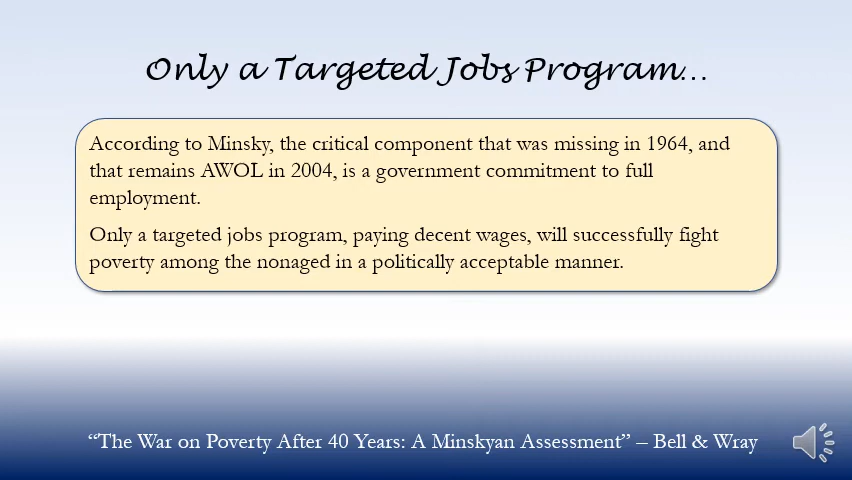 Only a Targeted Jobs Program…
According to Minsky, the critical component that was missing in 1964, and
that remains AWOL in 2004, is a government commitment to full
employment.
Only a targeted jobs program, paying decent wages, will successfully fight
poverty among the nonaged in a politically acceptable manner.
“The War on Poverty After 40 Years: A Minskyan Assessment” – Bell & Wray